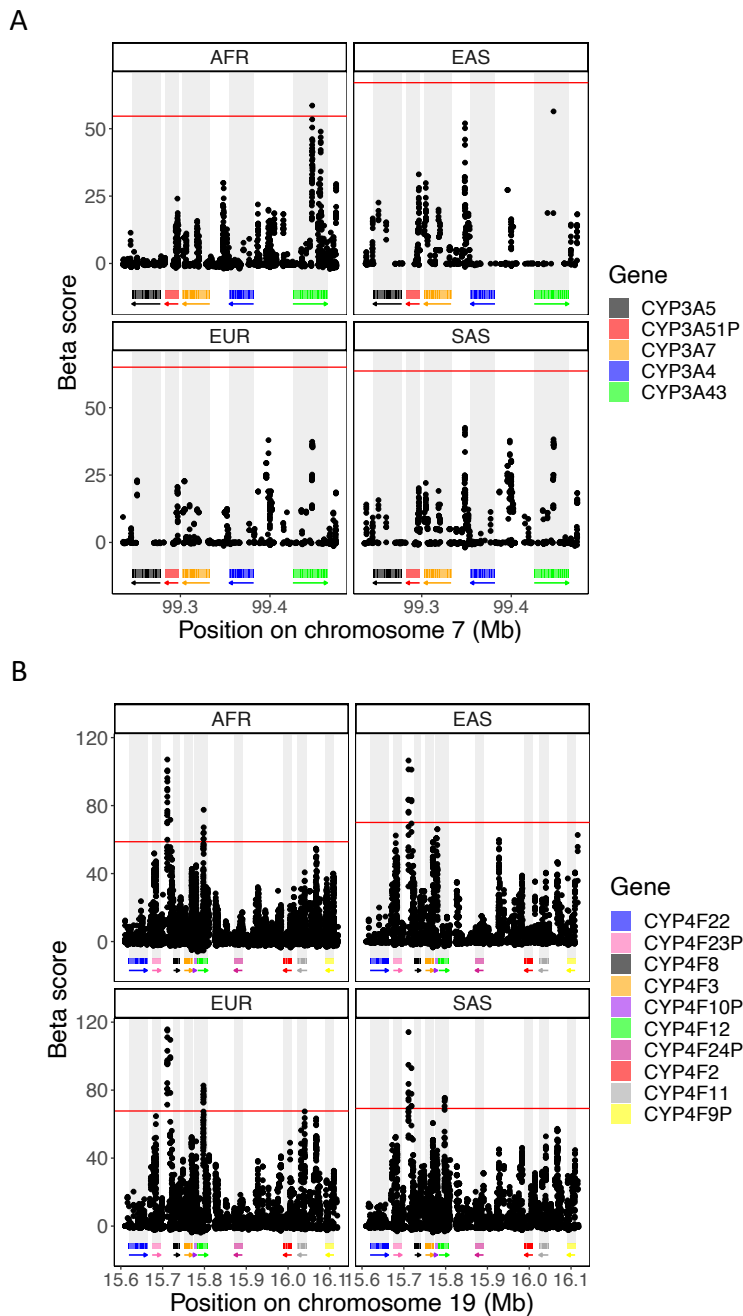 A
AFR
EAS
50
25
0
EUR
SAS
50
25
0
Beta score
99.3
99.4
99.3
99.4
Position on chromosome 7 (Mb)
Gene
CYP3A5
CYP3A51P
CYP3A7
CYP3A4
CYP3A43
B
AFR
EAS
120
80
40
0
EUR
SAS
120
80
40
0
Beta score
15.6
15.7
15.8
15.9
16.0
16.1
15.6
15.7
15.8
15.9
16.0
16.1
Position on chromosome 19 (Mb)
Gene
CYP4F22
CYP4F23P
CYP4F8
CYP4F3
CYP4F10P
CYP4F12
CYP4F24P
CYP4F2
CYP4F11
CYP4F9P